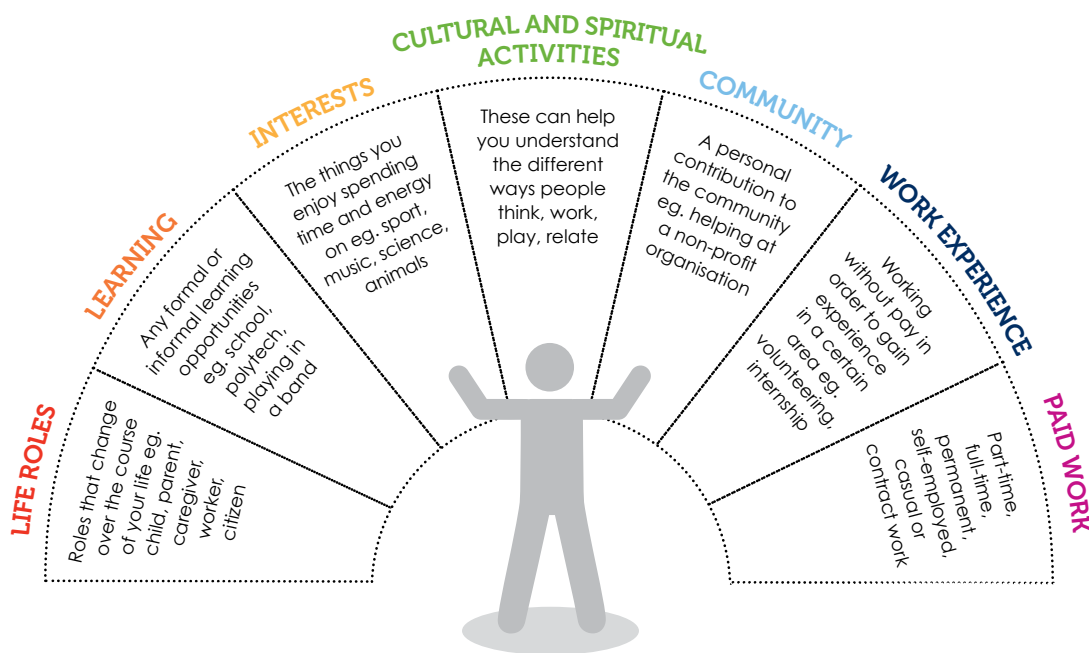 LIFE ROLES
Roles that change
over the course
of your life eg.
child, parent,
caregiver,
worker,
citizen
LEARNING
Any formal or
informal learning
opportunities
eg. school,
polytech,
playing in
a band
INTERESTS
The things you
enjoy spending
time and energy
on eg. sport,
music, science,
animals
CULTURAL AND SPIRITUAL
ACTIVITIES
These can help
you understand
the different
ways people
think, work,
play, relate
COMMUNITY
A personal
contribution to
the community
eg. helping at
a non-profit
organisation
WORK EXPERIENCE
Working
without pay in
order to gain
experience
in a certain
area eg.
volunteering,
internship
PAID WORK
Part-time,
full-time,
permanent,
self-employed,
casual or
contract work